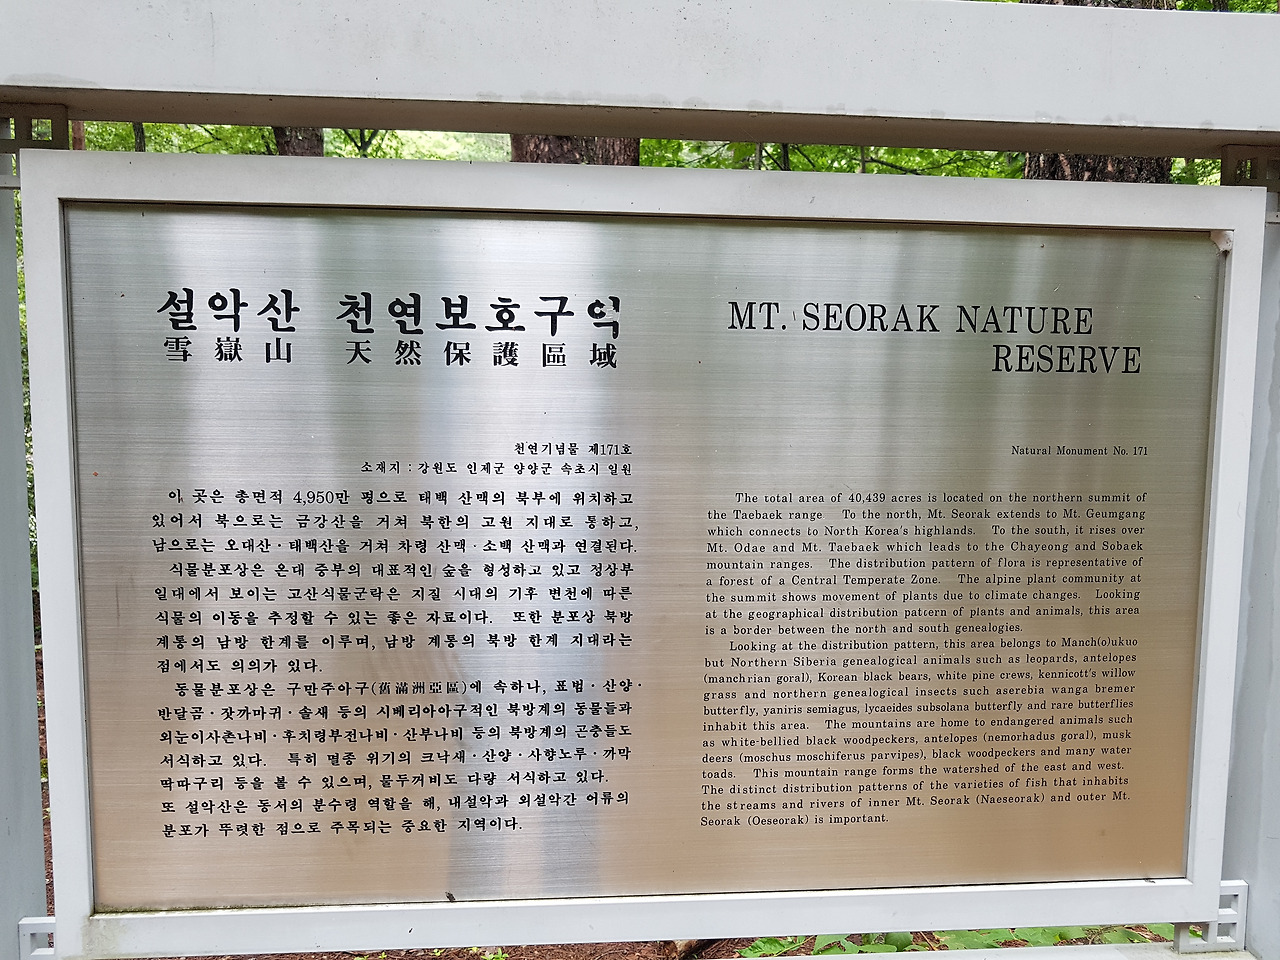 설악산 천연보호구역
雪嶽山 天然保護區域
천연기념물 제171호
소재지 : 강원도 인제군 양양군 속초시 일원
이 곳은 총면적 4,950만 평으로 태백 산맥의 북부에 위치하고
있어서 북으로는 금강산을 거쳐 북한의 고원 지대로 통하고,
남으로는 오대산·태백산을 거쳐 차령 산맥·소백 산맥과 연결된다.
식물분포상은 온대 중부의 대표적인 숲을 형성하고 있고 정상부
일대에서 보이는 고산식물군락은 지질 시대의 기후 변천에 따른
식물의 이동을 추정할 수 있는 좋은 자료이다. 또한 분포상 북방
계통의 남방 한계를 이루며, 남방 계통의 북방 한계 지대라는
점에서도 의의가 있다.
동물분포상은 구만주아구(舊滿洲亞區)에 속하나, 표범·산양·
반달곰·잣까마귀·솔새 등의 시베리아아구적인 북방계의 동물들과
외눈이사촌나비·후치령부전나비·산부나비 등의 북방계의 곤충들도
서식하고 있다. 특히 멸종 위기의 크낙새·산양·사향노루·까막
딱따구리 등을 볼 수 있으며, 물두꺼비도 다량 서식하고 있다.
또 설악산은 동서의 분수령 역할을 해, 내설악과 외설악간 어류의
분포가 뚜렷한 점으로 주목되는 중요한 지역이다.
MT. SEORAK NATURE
RESERVE
Natural Monument No. 171
The total area of 40,439 acres is located on the northern summit of
the Taebaek range To the north, Mt. Seorak extends to Mt. Geumgang
which connects to North Korea's highlands. To the south, it rises over
Mt. Odae and Mt. Taebaek which leads to the Chayeong and Sobaek
mountain ranges. The distribution pattern of flora is representative of
a forest of a Central Temperate Zone. The alpine plant community at
the summit shows movement of plants due to climate changes. Looking
at the geographical distribution pattern of plants and animals, this area
is a border between the north and south genealogies.
Looking at the distribution pattern, this area belongs to Manch(o)ukuo
but Northern Siberia genealogical animals such as leopards, antelopes
(manchrian goral), Korean black bears, white pine crews, kennicott's willow
grass and northern genealogical insects such aserebia wanga bremer
butterfly, yaniris semiagus, lycaeides subsolana butterfly and rare butterflies
inhabit this area. The mountains are home to endangered animals such
as white-bellied black woodpeckers, antelopes (nemorhadus goral), musk
deers (moschus moschiferus parvipes), black woodpeckers and many water
toads. This mountain range forms the watershed of the east and west.
The distinct distribution patterns of the varieties of fish that inhabits
the streams and rivers of inner Mt. Seorak (Naeseorak) and outer Mt.
Seorak (Oeseorak) is important.